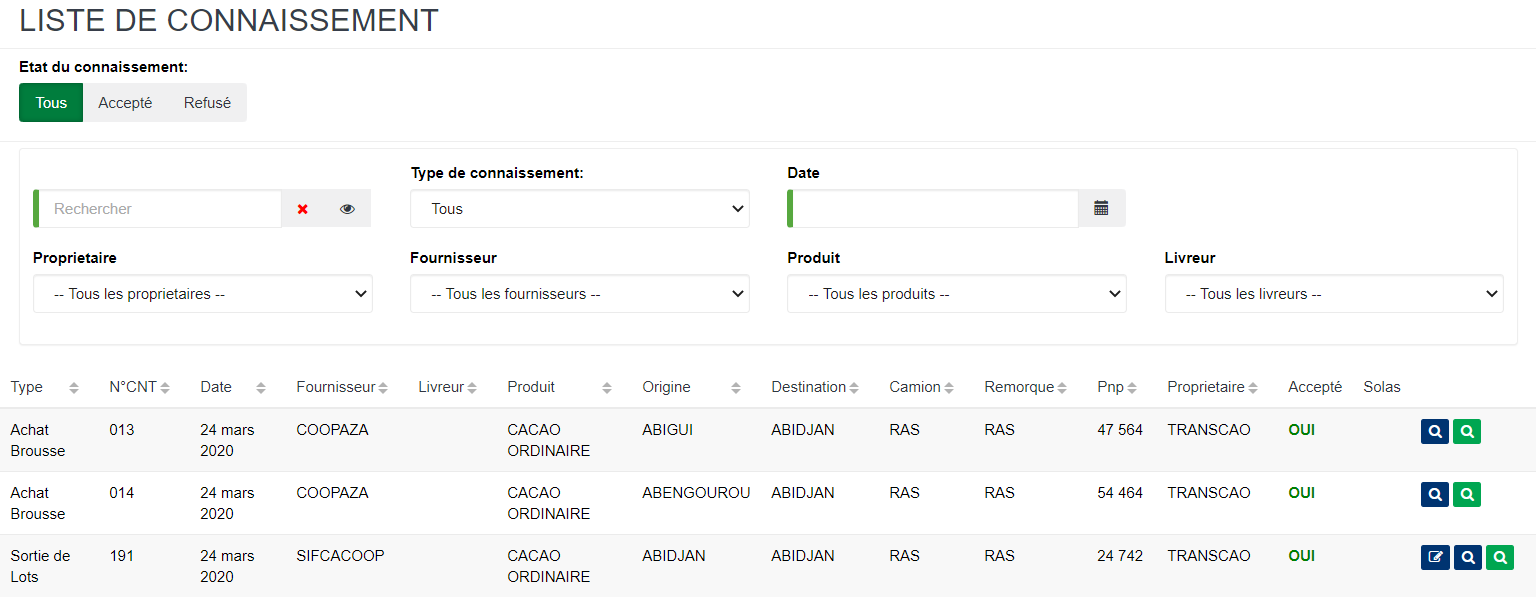 LISTE DE CONNAISSEMENT
Etat du connaissement:
Tous Accepté Refusé
Type de connaissement: Date
Rechercher Tous
Proprietaire Fournisseur Produit Livreur
-- Tous les proprietaires -- -- Tous les fournisseurs -- -- Tous les produits -- -- Tous les livreurs --
Type N°CNT Date Fournisseur Livreur Produit Origine Destination Camion Remorque Pnp Proprietaire Accepté Solas
Achat 013 24 mars COOPAZA CACAO ABIGUI ABIDJAN RAS RAS 47 564 TRANSCAO OUI
Brousse 2020 ORDINAIRE
Achat 014 24 mars COOPAZA CACAO ABENGOUROU ABIDJAN RAS RAS 54 464 TRANSCAO OUI
Brousse 2020 ORDINAIRE
Sortie de 191 24 mars SIFCACOOP CACAO ABIDJAN ABIDJAN RAS RAS 24 742 TRANSCAO OUI
Lots 2020 ORDINAIRE